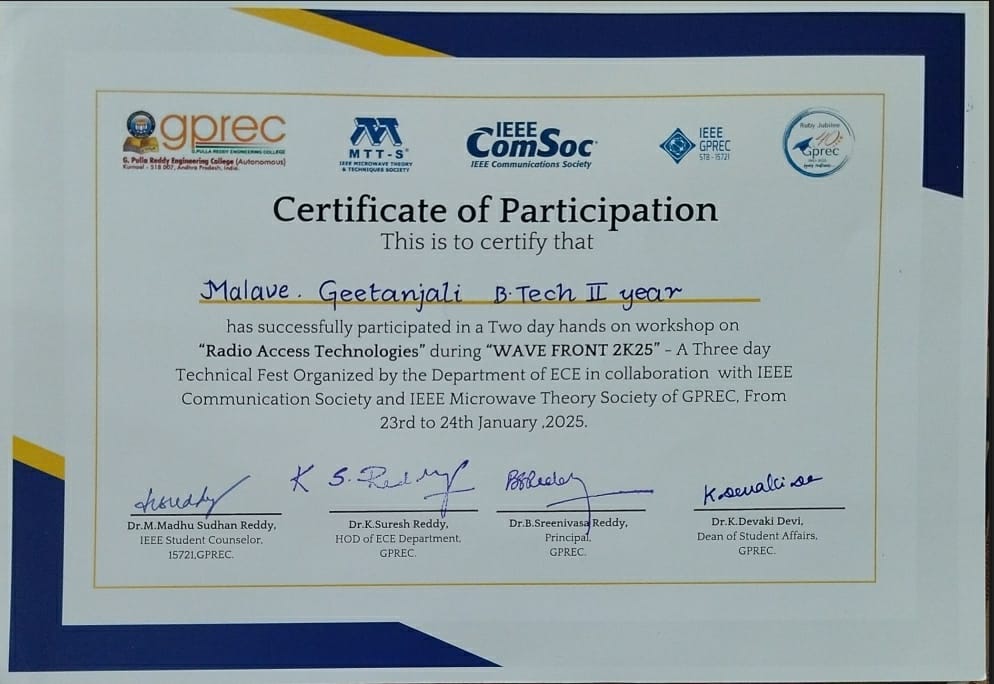 gprec
G.PULLA REDDY ENGINEERING COLLEGE
G. Pulla Reddy Engineering College (Autonomous)
Kurnool - 518 007, Andhra Pradesh, India.
MTT-S®
IEEE MICROWAVE THEORY
& TECHNIQUES SOCIETY
IEEE
ComSoc®
IEEE Communications Society
IEEE
GPREC
STB - 15721
Ruby Jubilee
40
Gprec
Certificate of Participation
This is to certify that
Malave. Geetanjali B.Tech II year
has successfully participated in a Two day hands on workshop on
“Radio Access Technologies” during “WAVE FRONT 2K25” - A Three day
Technical Fest Organized by the Department of ECE in collaboration with IEEE
Communication Society and IEEE Microwave Theory Society of GPREC, From
23rd to 24th January ,2025.
K S. Reddy
Dr.M.Madhu Sudhan Reddy,
IEEE Student Counselor,
15721,GPREC.
Dr.K.Suresh Reddy,
HOD of ECE Department,
GPREC.
Dr.B.Sreenivasa Reddy,
Principal,
GPREC.
Dr.K.Devaki Devi,
Dean of Student Affairs,
GPREC.